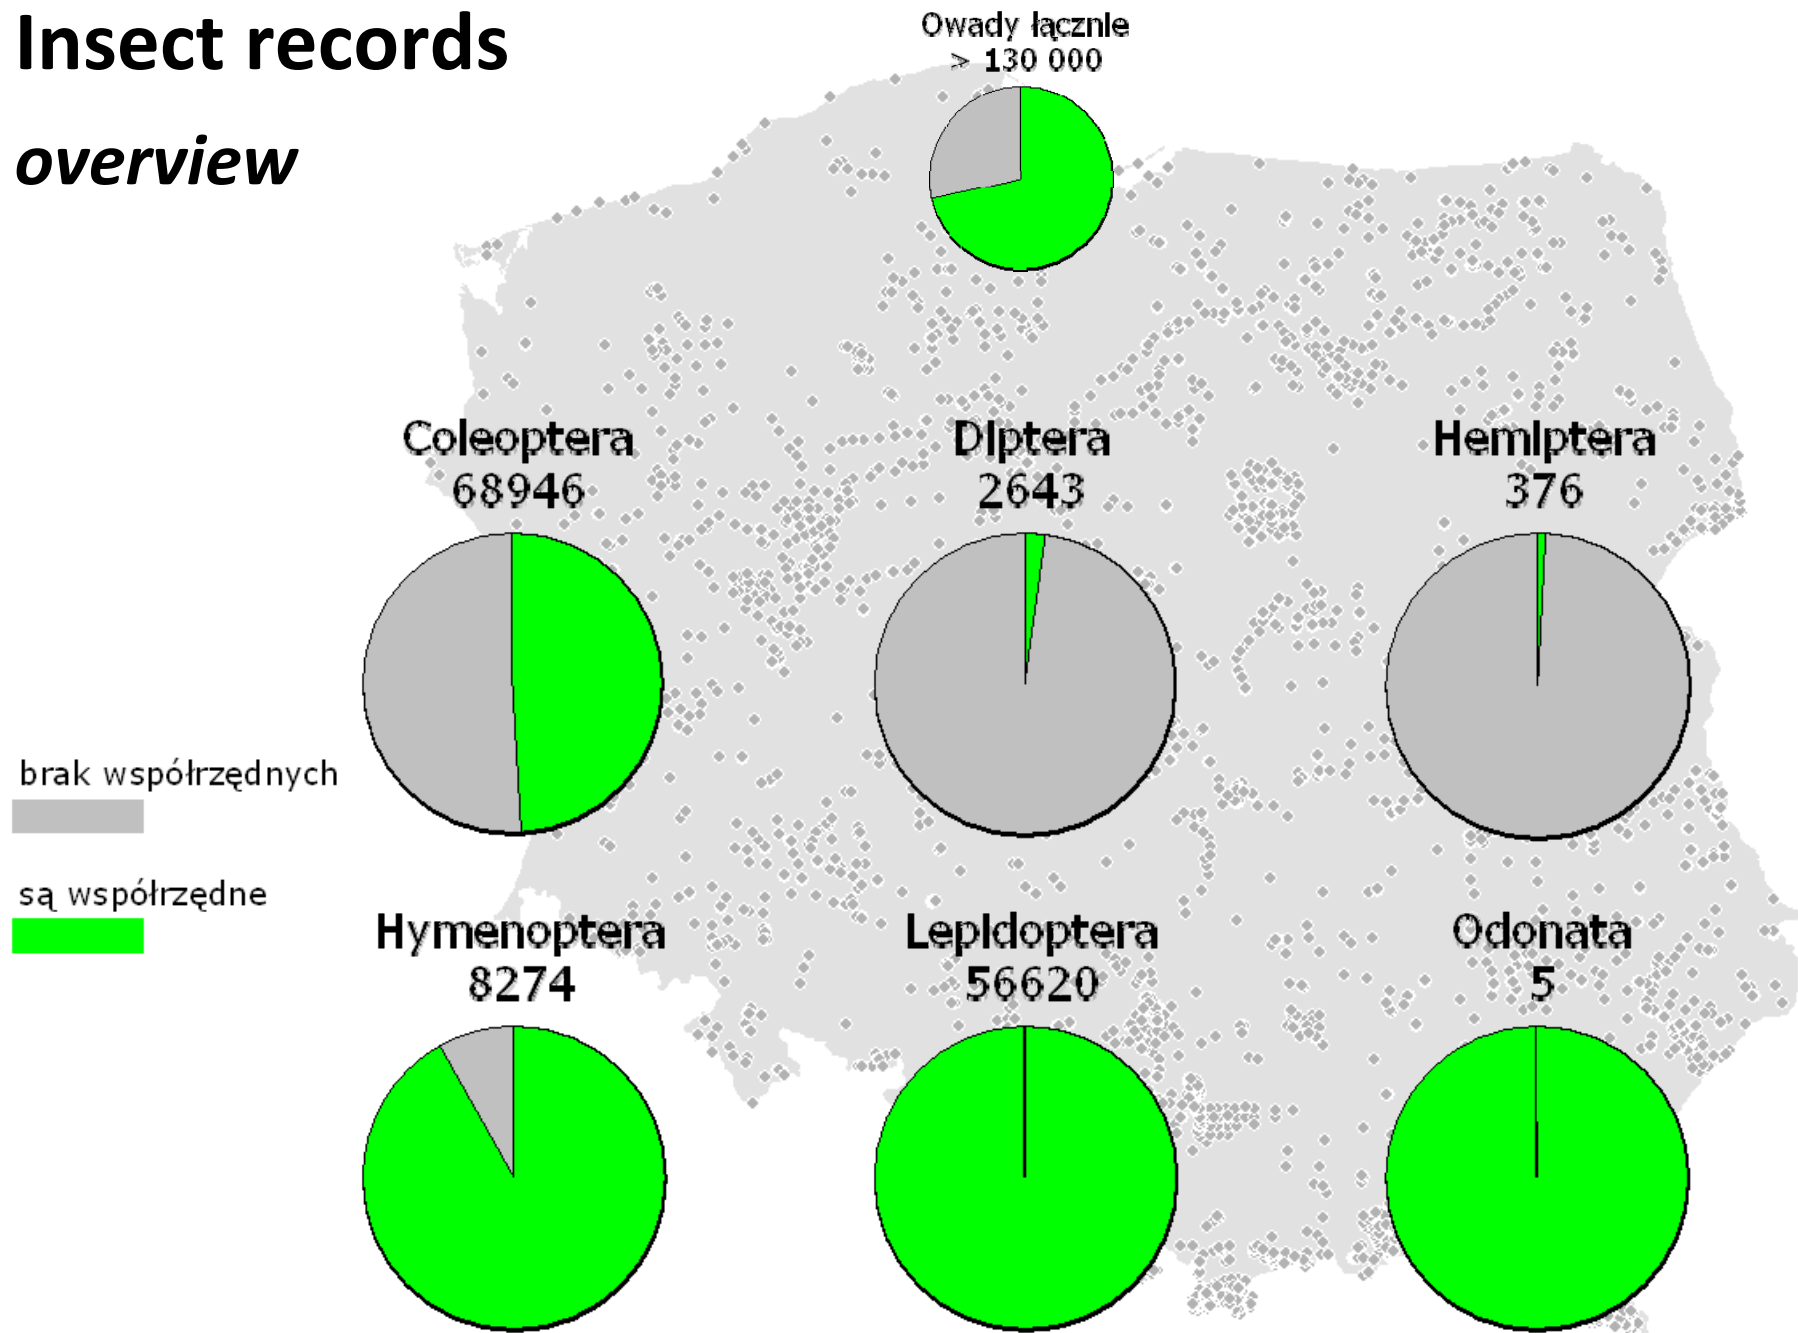 Insect records
overview
Owady łącznie
> 130 000
Coleoptera
68946
Diptera
2643
Hemiptera
376
brak współrzędnych
są współrzędne
Hymenoptera
8274
Lepidoptera
56620
Odonata
5